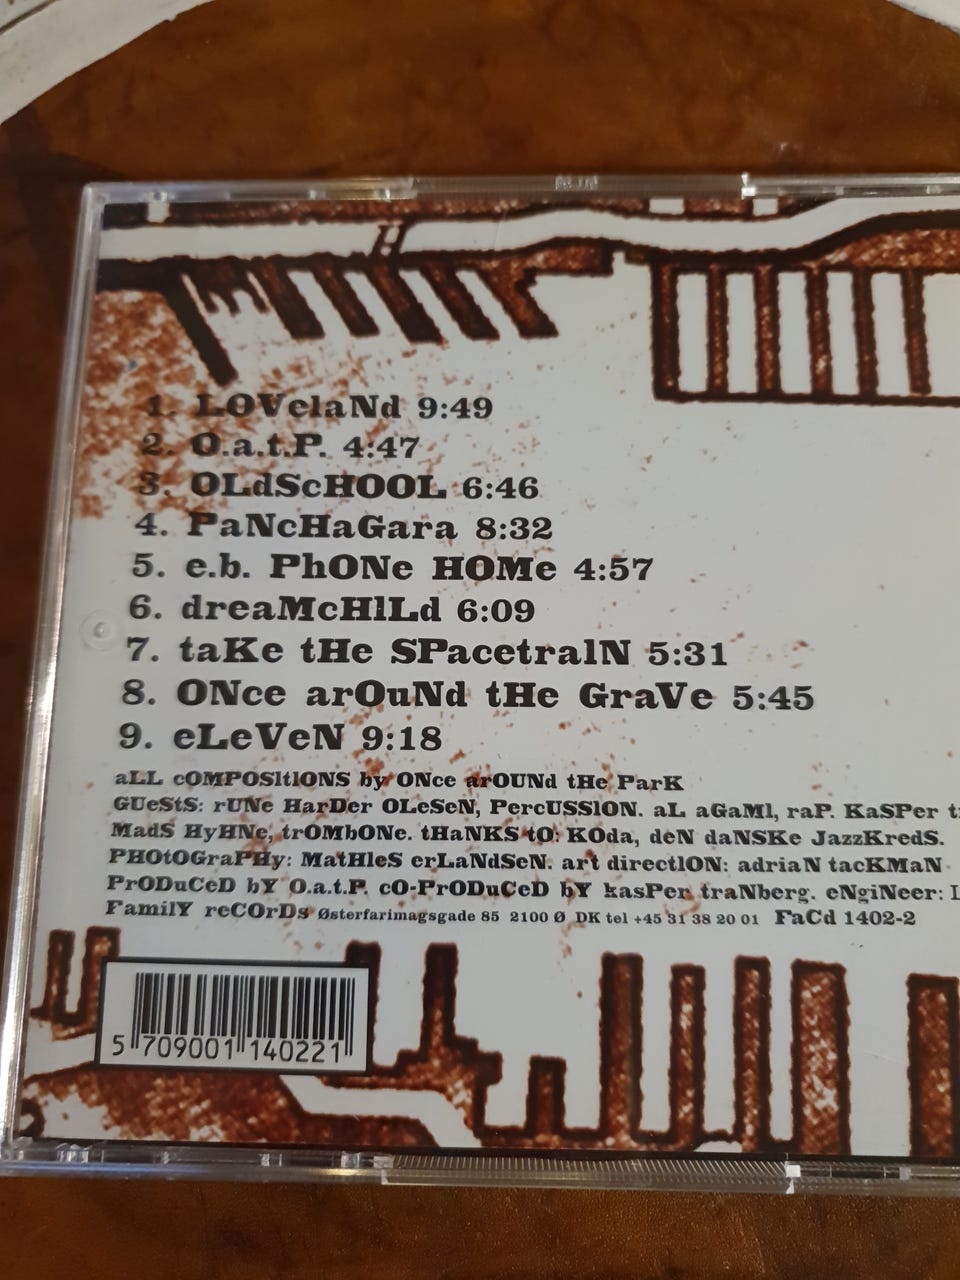 1. LOVelaNd 9:49
2. O.a.t.P. 4:47
3. OLdScHOOL 6:46
4. PaNcHaGara 8:32
5. e.b. PhONe HOMe 4:57
6. dreaMcHILd 6:09
7. taKe tHe SPacetraIN 5:31
8. ONce arOuNd tHe GraVe 5:45
9. eLeVeN 9:18
aLL cOMPOSItIONS by ONce arOUNd tHe ParK
GUeStS: rUNe HarDer OLeSeN, PercUSSION. aL aGaMI, raP. KaSPer
MadS HyHNe, trOMbONe. tHaNKS tO: KOda, deN daNSKe JazzKredS.
PHOtOGraPHy: MatHIeS erLaNdSeN. art directION: adriaN tacKMaN
PrODuCeD bY O.a.t.P. cO-PrODuCeD bY kasPer traNberg. eNgiNeer:
FamilY reCOrDs Østerfarimagsgade 85 2100 Ø DK tel +45 31 38 20 01 FaCd 1402-2
5 709001 140221